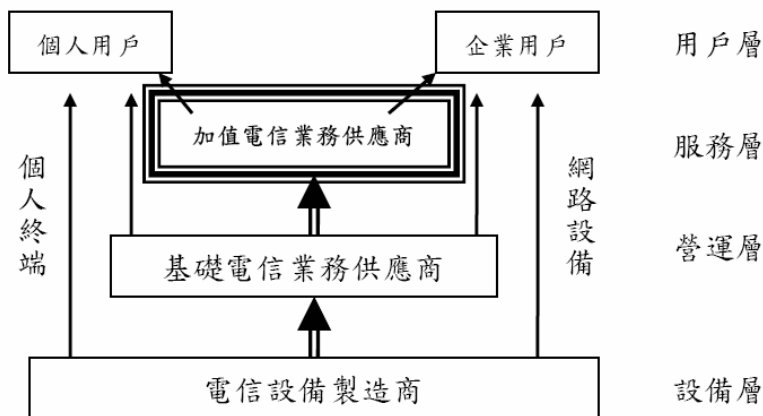 個人用戶
企業用戶
用戶層
加值電信業務供應商
服務層
個人終端
網路設備
基礎電信業務供應商
營運層
電信設備製造商
設備層